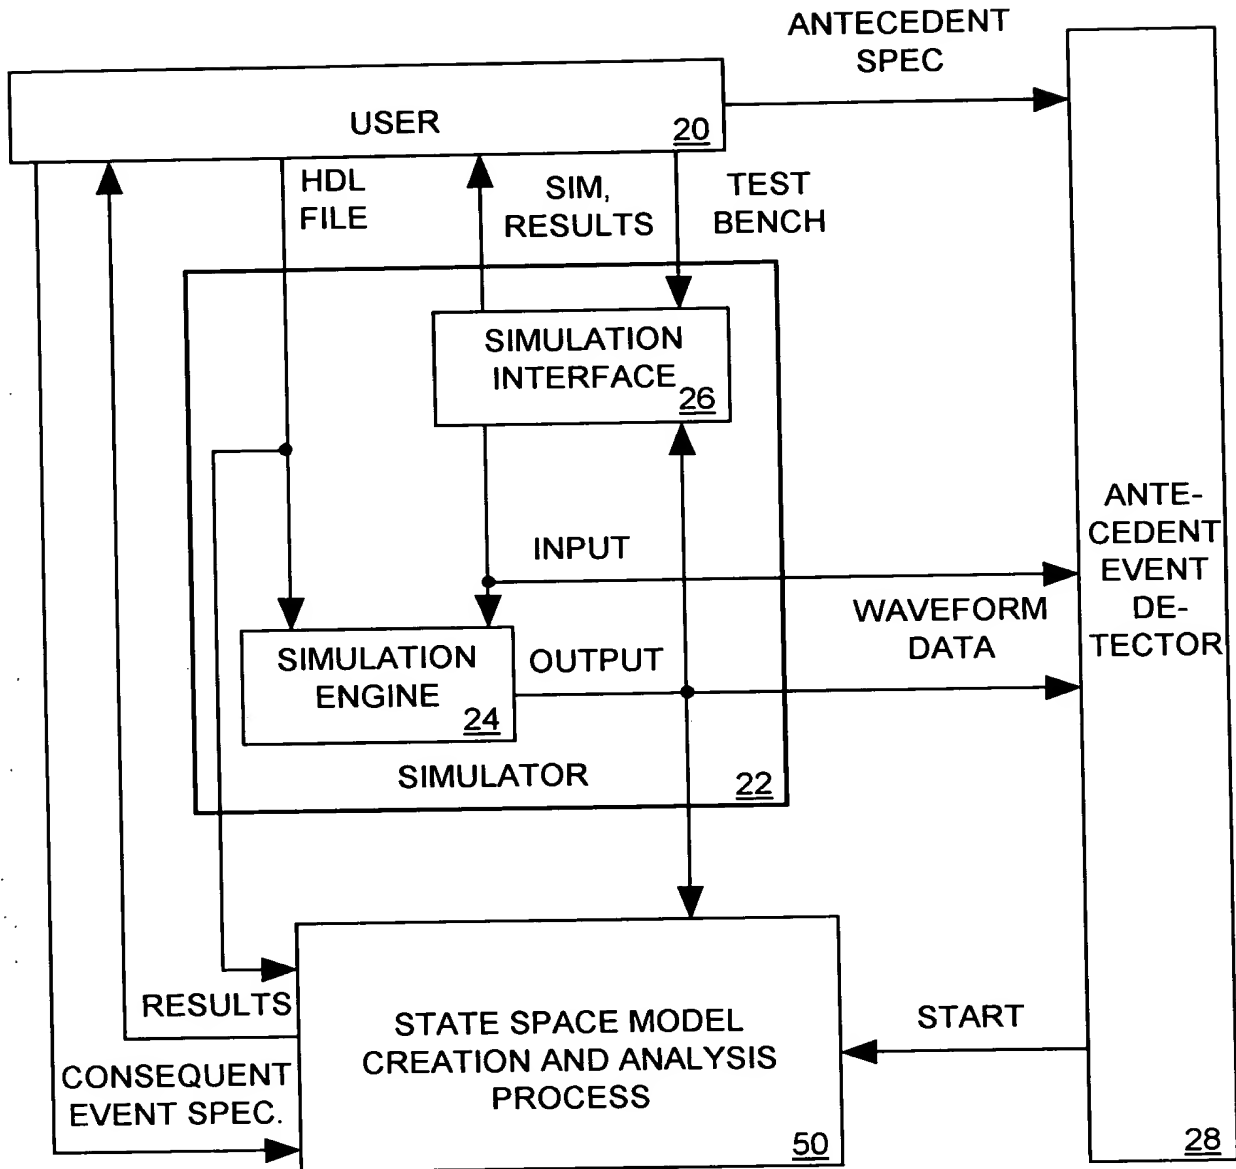 ANTECEDENT
SPEC
USER
20
HDL
FILE
SIM,
RESULTS
TEST
BENCH
SIMULATION
INTERFACE
26
ANTE-
CEDENT
EVENT
DE-
TECTOR
INPUT
WAVEFORM
DATA
SIMULATION
ENGINE
24
OUTPUT
SIMULATOR
22
RESULTS
STATE SPACE MODEL
CREATION AND ANALYSIS
PROCESS
50
START
CONSEQUENT
EVENT SPEC.
28